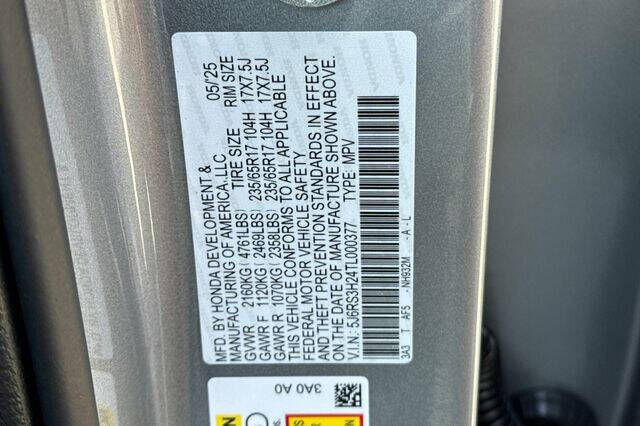 MFD. BY HONDA DEVELOPMENT & 05/'25
MANUFACTURING OF AMERICA, LLC
TIRE SIZE RIM SIZE
GVWR 2160KG ( 4761LBS)
GAWR F 1120KG ( 2469LBS) 235/65R17 104H 17X7.5J
GAWR R 1070KG ( 2358LBS) 235/65R17 104H 17X7.5J
THIS VEHICLE CONFORMS TO ALL APPLICABLE
FEDERAL MOTOR VEHICLE SAFETY
AND THEFT PREVENTION STANDARDS IN EFFECT
ON THE DATE OF MANUFACTURE SHOWN ABOVE.
V.I.N.: 5J6RS3H24TL000377 TYPE: MPV
3A3 T AF5 - NH932M - A - L
3A0 A0